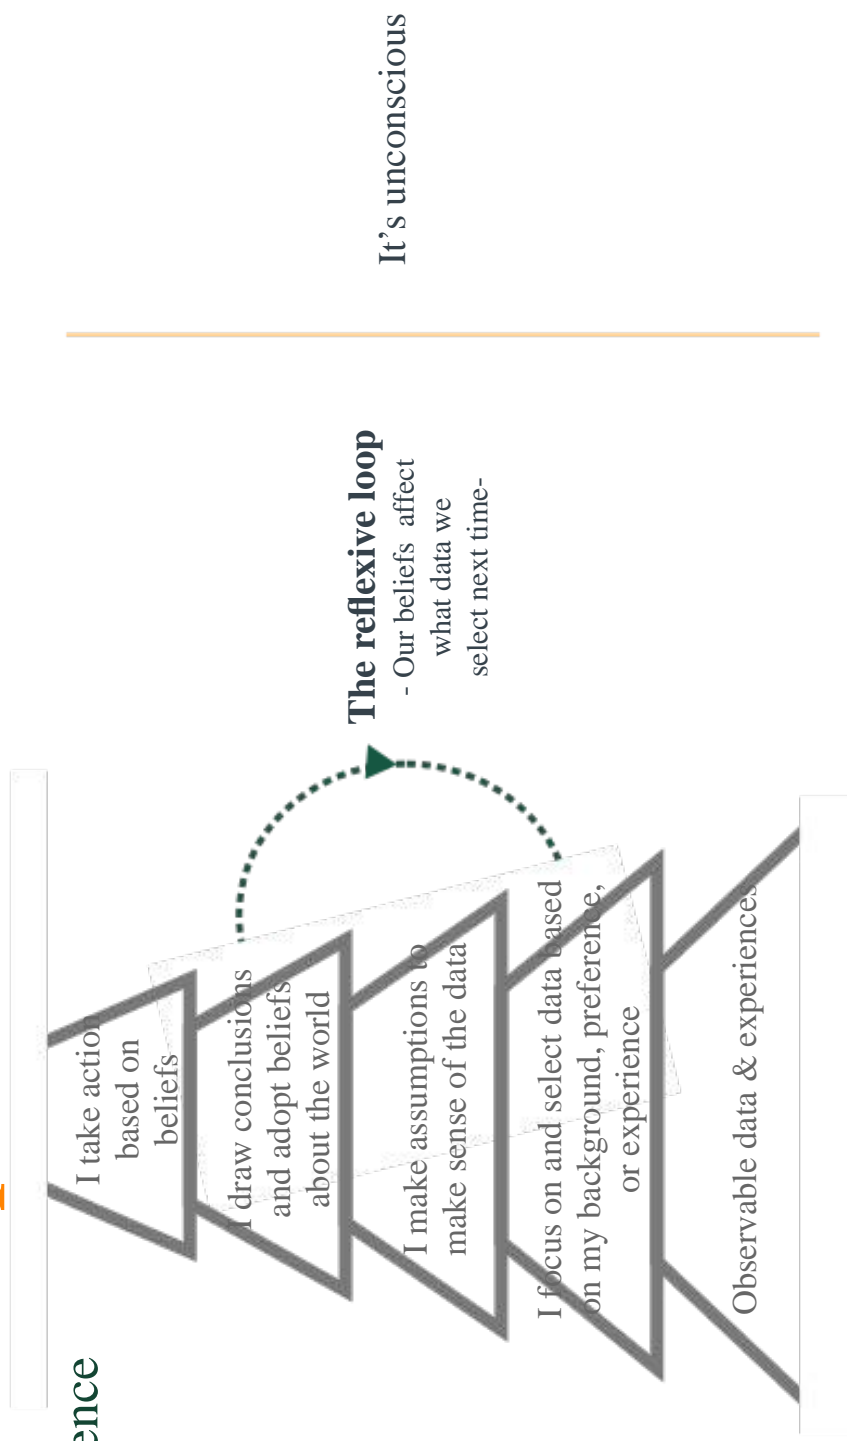 ence
I take action
based on
beliefs
I draw conclusions
and adopt beliefs
about the world
I make assumptions to
make sense of the data
I focus on and select data based
on my background, preference,
or experience
Observable data & experiences
The reflexive loop
- Our beliefs affect
what data we
select next time-
It’s unconscious